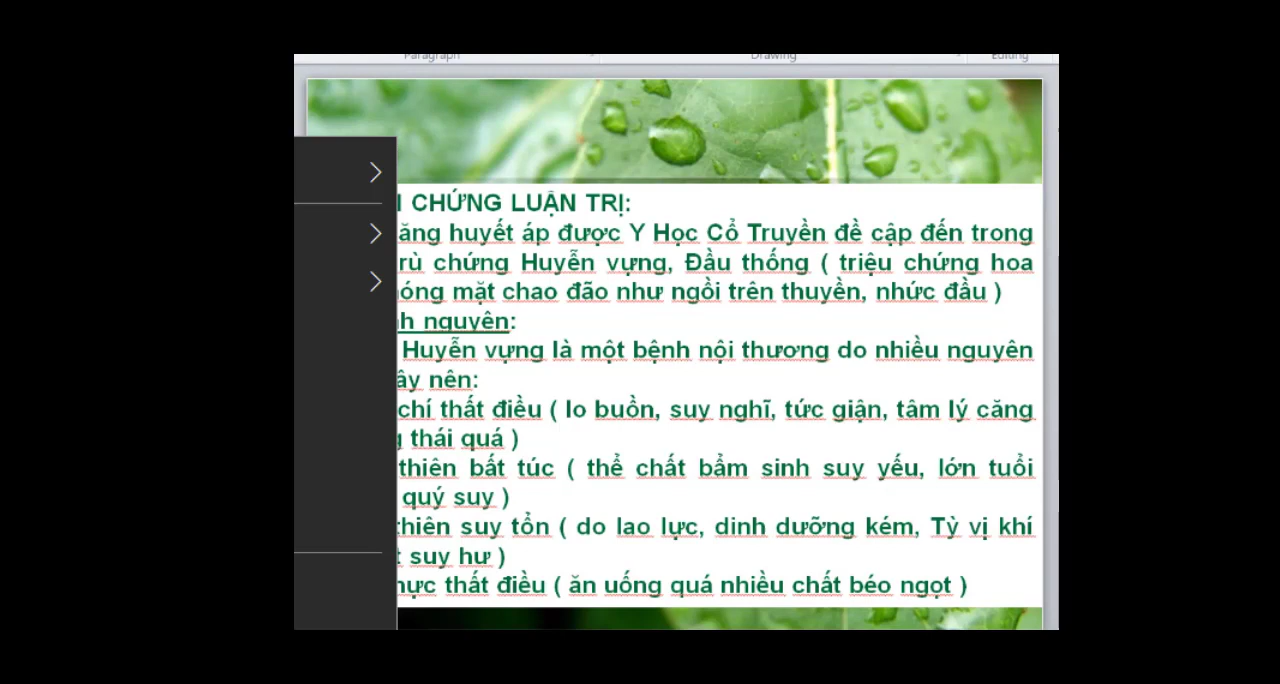 Paragraph Drawing Editing
CHỨNG LUẬN TRỊ:
huyết áp được Y Học Cổ Truyền đề cập đến trong
chứng Huyễn vựng, Đầu thống ( triệu chứng hoa
mặt chao đão như ngồi trên thuyền, nhức đầu )
nguyên:
Huyễn vựng là một bệnh nội thương do nhiều nguyên
nên:
chí thất điều ( lo buồn, suy nghĩ, tức giận, tâm lý căng
thái quá )
thiên bất túc ( thể chất bẩm sinh suy yếu, lớn tuổi
quý suy )
thiên suy tổn ( do lao lực, dinh dưỡng kém, Tỳ vị khí
suy hư )
thất điều ( ăn uống quá nhiều chất béo ngọt )